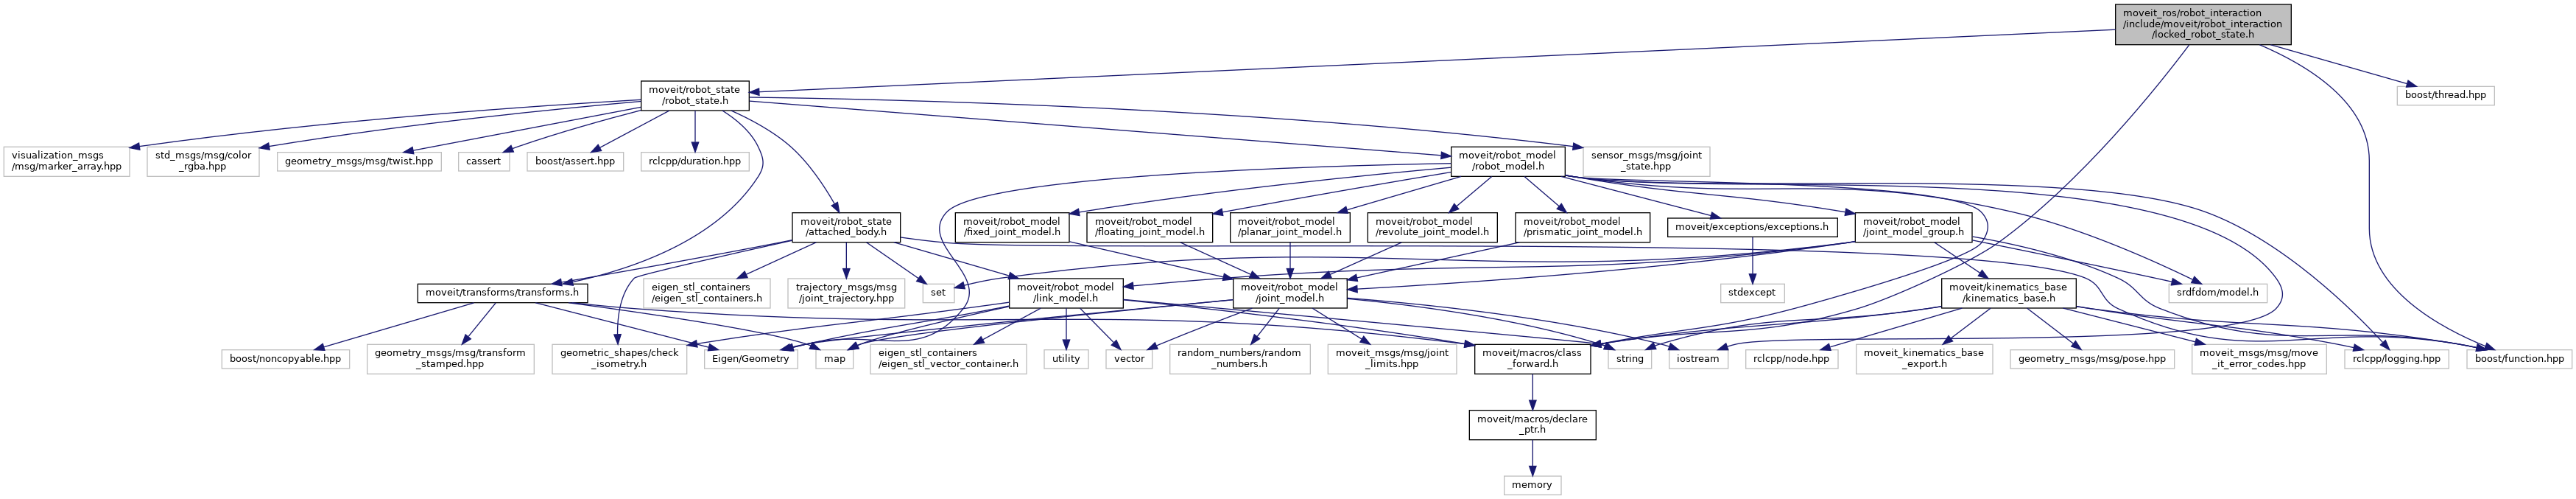 moveit_ros/robot_interaction
/include/moveit/robot_interaction
/locked_robot_state.h
moveit/robot_state
/robot_state.h
boost/thread.hpp
visualization_msgs
/msg/marker_array.hpp
std_msgs/msg/color
_rgba.hpp
geometry_msgs/msg/twist.hpp
cassert
boost/assert.hpp
rclcpp/duration.hpp
moveit/robot_model
/robot_model.h
sensor_msgs/msg/joint
_state.hpp
moveit/robot_state
/attached_body.h
moveit/robot_model
/fixed_joint_model.h
moveit/robot_model
/floating_joint_model.h
moveit/robot_model
/planar_joint_model.h
moveit/robot_model
/revolute_joint_model.h
moveit/robot_model
/prismatic_joint_model.h
moveit/exceptions/exceptions.h
moveit/robot_model
/joint_model_group.h
moveit/transforms/transforms.h
eigen_stl_containers
/eigen_stl_containers.h
trajectory_msgs/msg
/joint_trajectory.hpp
set
moveit/robot_model
/link_model.h
moveit/robot_model
/joint_model.h
stdexcept
moveit/kinematics_base
/kinematics_base.h
srdfdom/model.h
boost/noncopyable.hpp
geometry_msgs/msg/transform
_stamped.hpp
geometric_shapes/check
_isometry.h
Eigen/Geometry
map
eigen_stl_containers
/eigen_stl_vector_container.h
utility
vector
random_numbers/random
_numbers.h
moveit_msgs/msg/joint
_limits.hpp
moveit/macros/class
_forward.h
string
iostream
rclcpp/node.hpp
moveit_kinematics_base
_export.h
geometry_msgs/msg/pose.hpp
moveit_msgs/msg/move
_it_error_codes.hpp
rclcpp/logging.hpp
boost/function.hpp
moveit/macros/declare
_ptr.h
memory